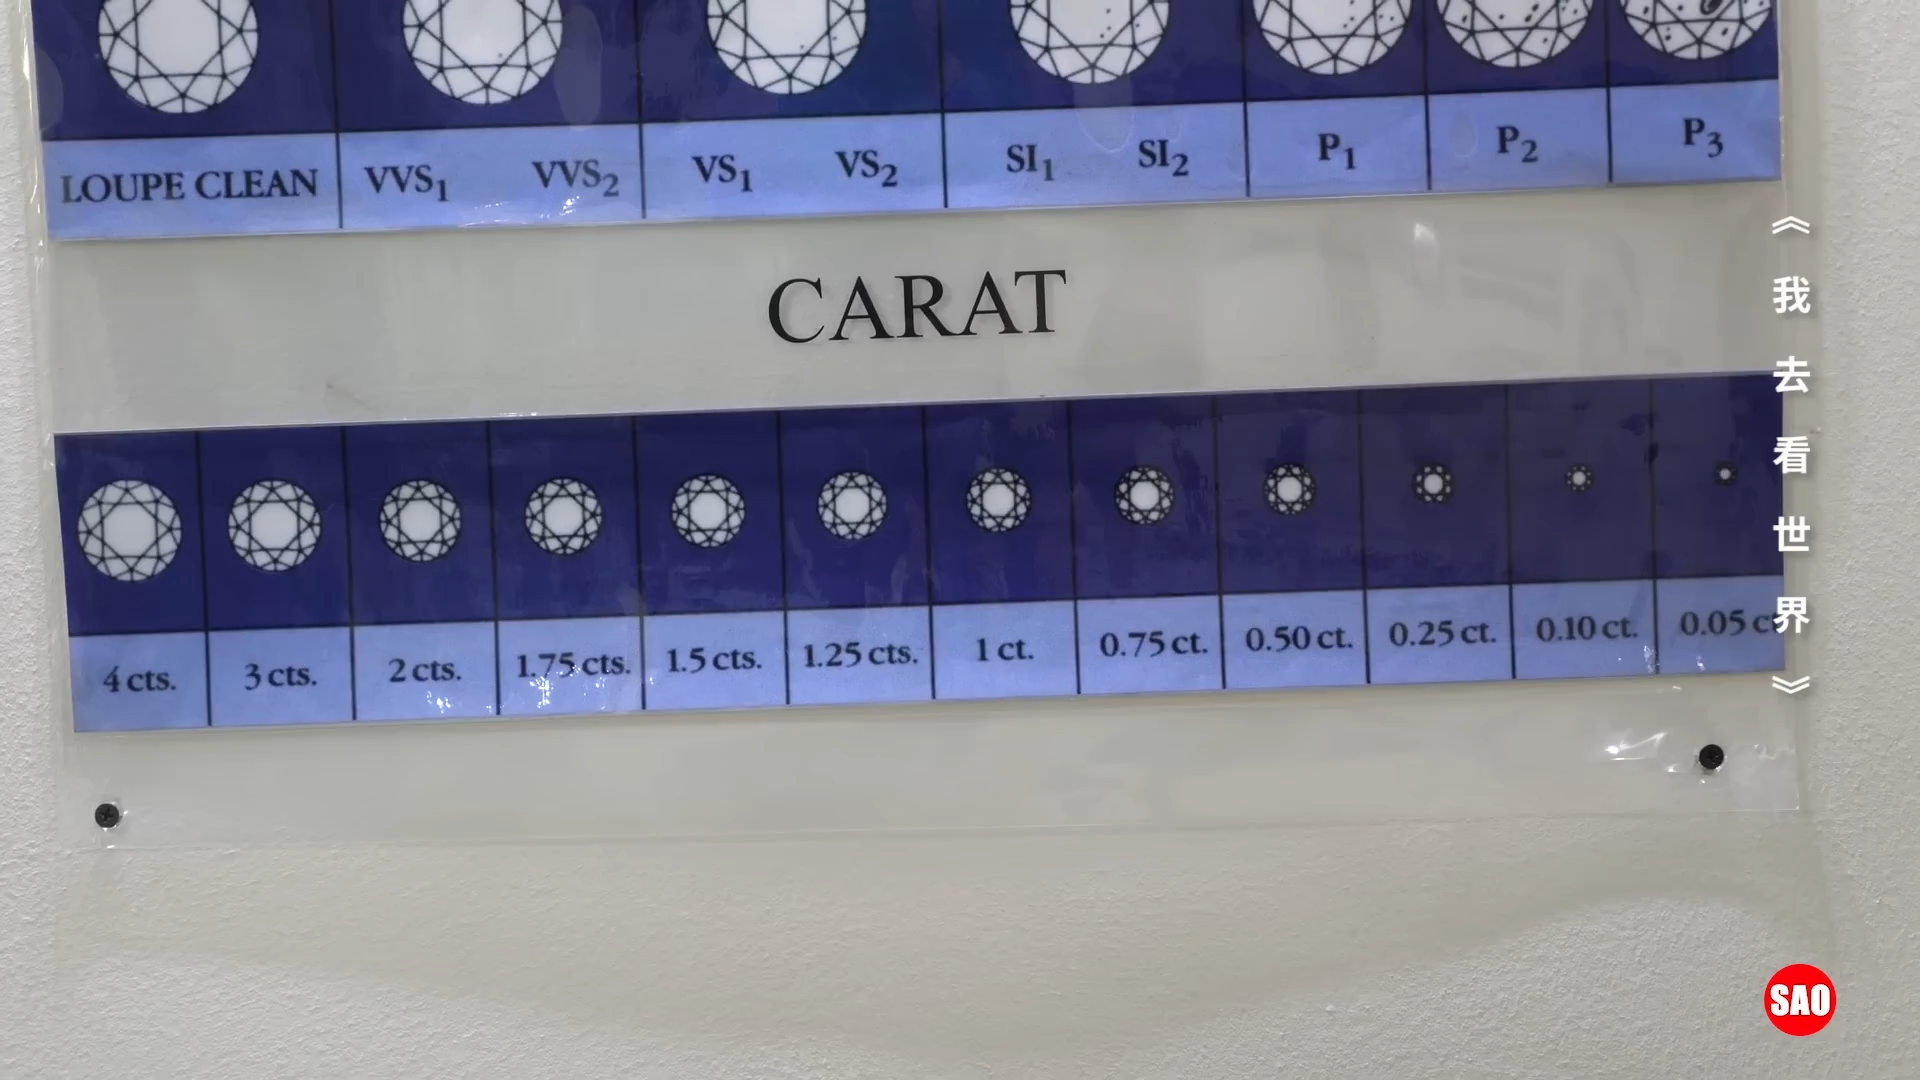 LOUPE CLEAN VVS₁ VVS₂ VS₁ VS₂ SI₁ SI₂ P₁ P₂ P₃
CARAT
4 cts. 3 cts. 2 cts. 1.75 cts. 1.5 cts. 1.25 cts. 1 ct. 0.75 ct. 0.50 ct. 0.25 ct. 0.10 ct. 0.05 c
《我去看世界》
SAO